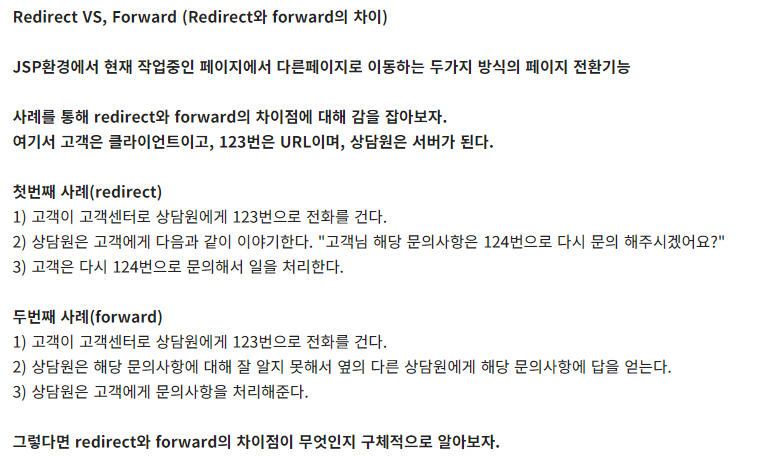 Redirect VS, Forward (Redirect와 forward의 차이)
JSP환경에서 현재 작업중인 페이지에서 다른페이지로 이동하는 두가지 방식의 페이지 전환기능
사례를 통해 redirect와 forward의 차이점에 대해 감을 잡아보자.
여기서 고객은 클라이언트이고, 123번은 URL이며, 상담원은 서버가 된다.
첫번째 사례(redirect)
1) 고객이 고객센터로 상담원에게 123번으로 전화를 건다.
2) 상담원은 고객에게 다음과 같이 이야기한다. "고객님 해당 문의사항은 124번으로 다시 문의 해주시겠어요?"
3) 고객은 다시 124번으로 문의해서 일을 처리한다.
두번째 사례(forward)
1) 고객이 고객센터로 상담원에게 123번으로 전화를 건다.
2) 상담원은 해당 문의사항에 대해 잘 알지 못해서 옆의 다른 상담원에게 해당 문의사항에 답을 얻는다.
3) 상담원은 고객에게 문의사항을 처리해준다.
그렇다면 redirect와 forward의 차이점이 무엇인지 구체적으로 알아보자.